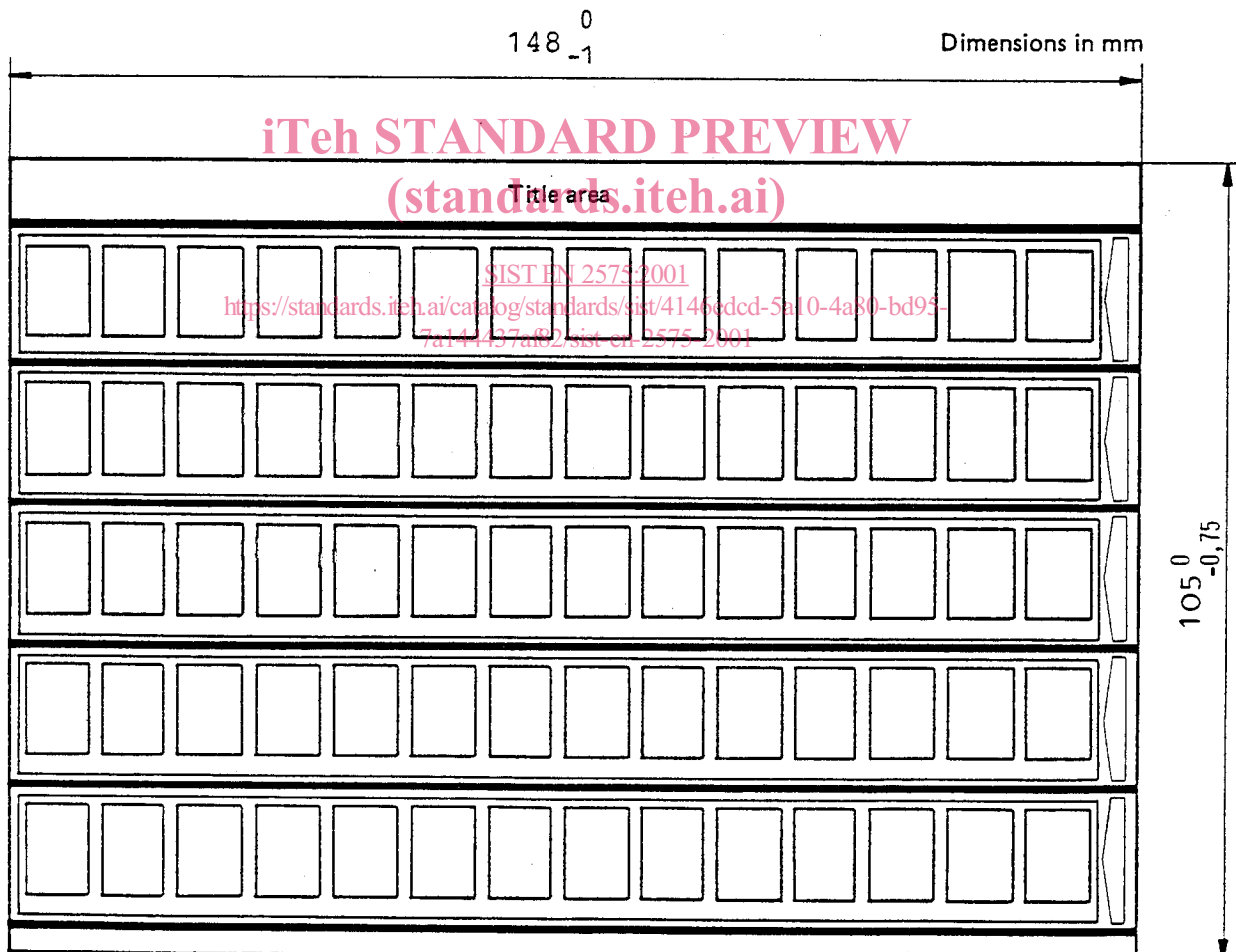 148 0 -1
Dimensions in mm
iTeh STANDARD PREVIEW
(standards.iteh.ai)
Title area
SIST EN 2575:2001
https://standards.iteh.ai/catalog/standards/sist/4146edcd-5a10-4a80-bd95-
7a144437af82/sist-en-2575-2001
105 0 -0,75